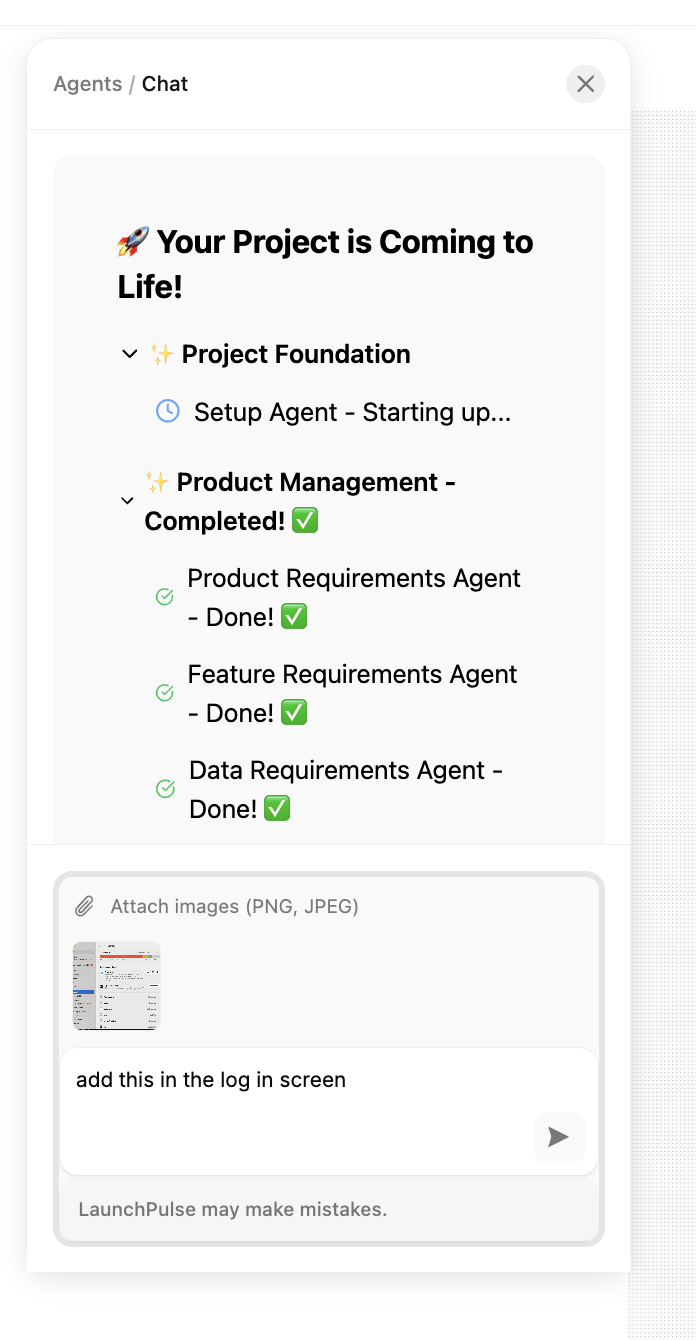 Agents / Chat
🚀 Your Project is Coming to
Life!
✨ Project Foundation
Setup Agent - Starting up...
✨ Product Management -
Completed! ✅
Product Requirements Agent
- Done! ✅
Feature Requirements Agent
- Done! ✅
Data Requirements Agent -
Done! ✅
Attach images (PNG, JPEG)
add this in the log in screen
LaunchPulse may make mistakes.